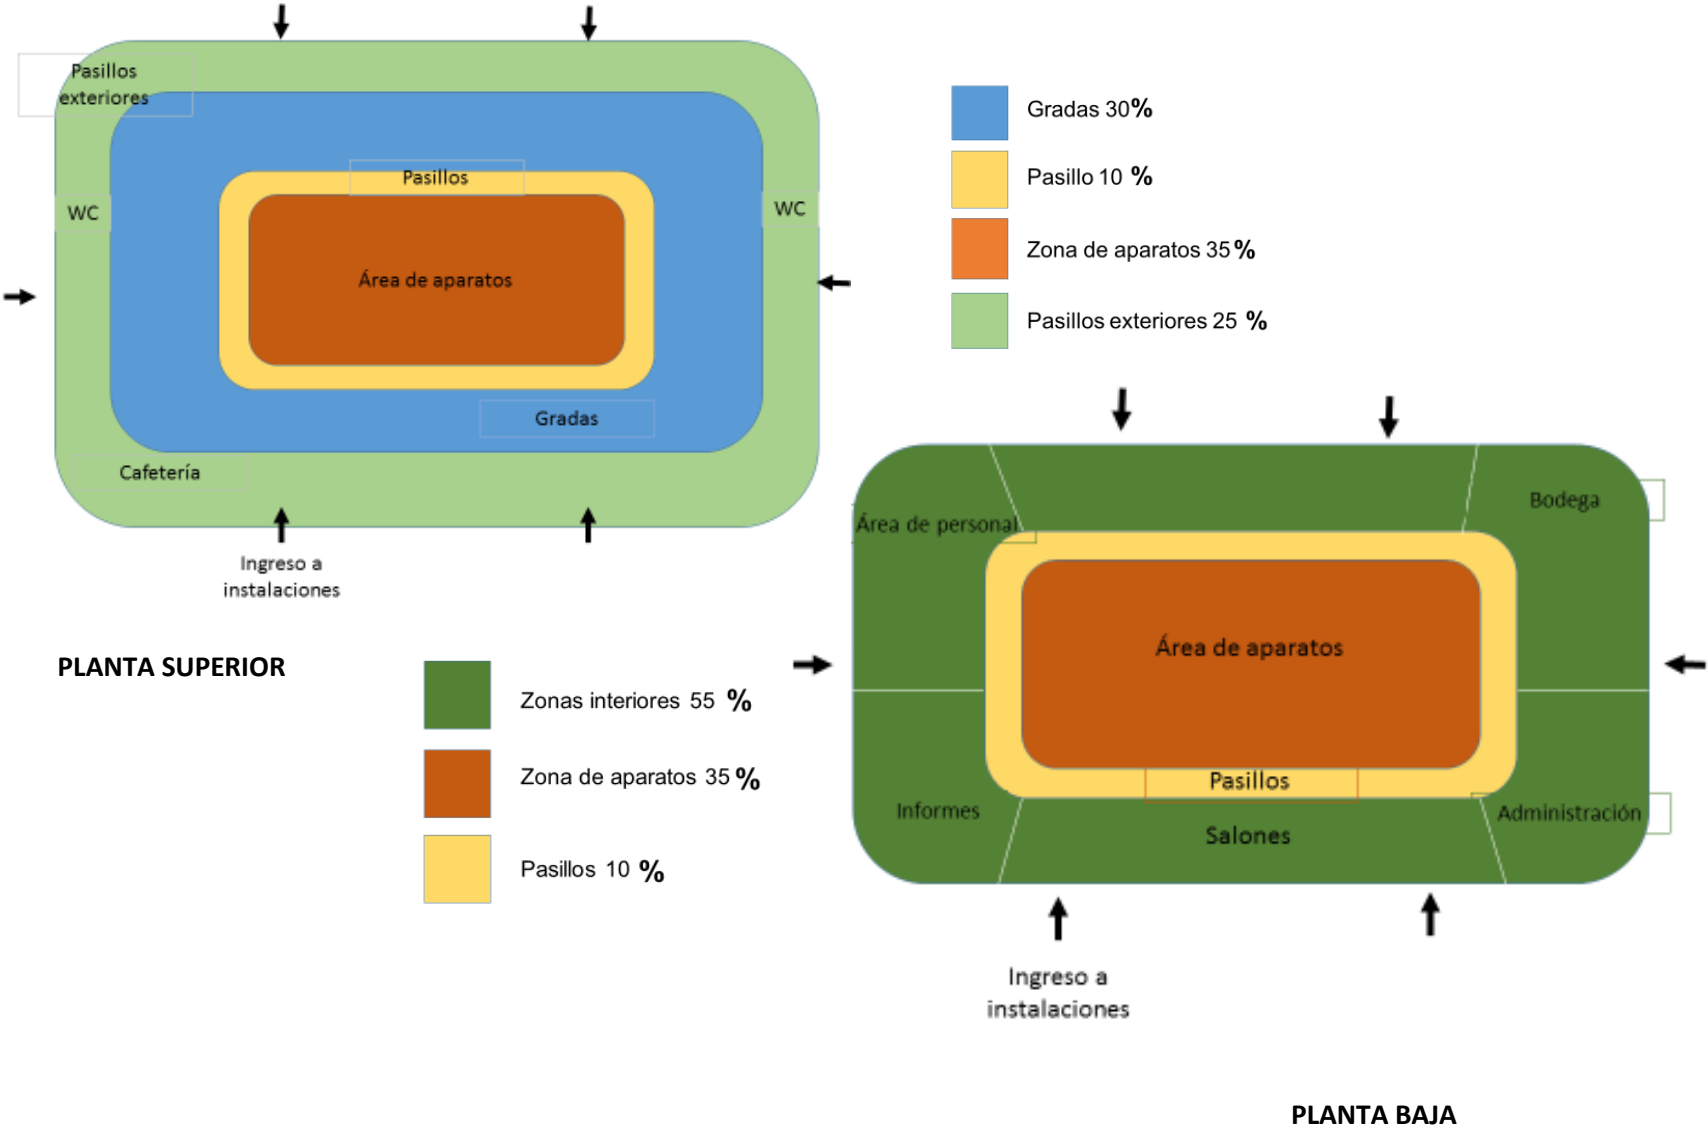 Pasillos
exteriores
Pasillos
WC
WC
Área de aparatos
Gradas
Cafetería
Ingreso a
instalaciones
PLANTA SUPERIOR
Gradas 30%
Pasillo 10 %
Zona de aparatos 35%
Pasillos exteriores 25 %
Zonas interiores 55 %
Zona de aparatos 35%
Pasillos 10 %
Bodega
Área de personal
Área de aparatos
Pasillos
Informes
Administración
Salones
Ingreso a
instalaciones
PLANTA BAJA